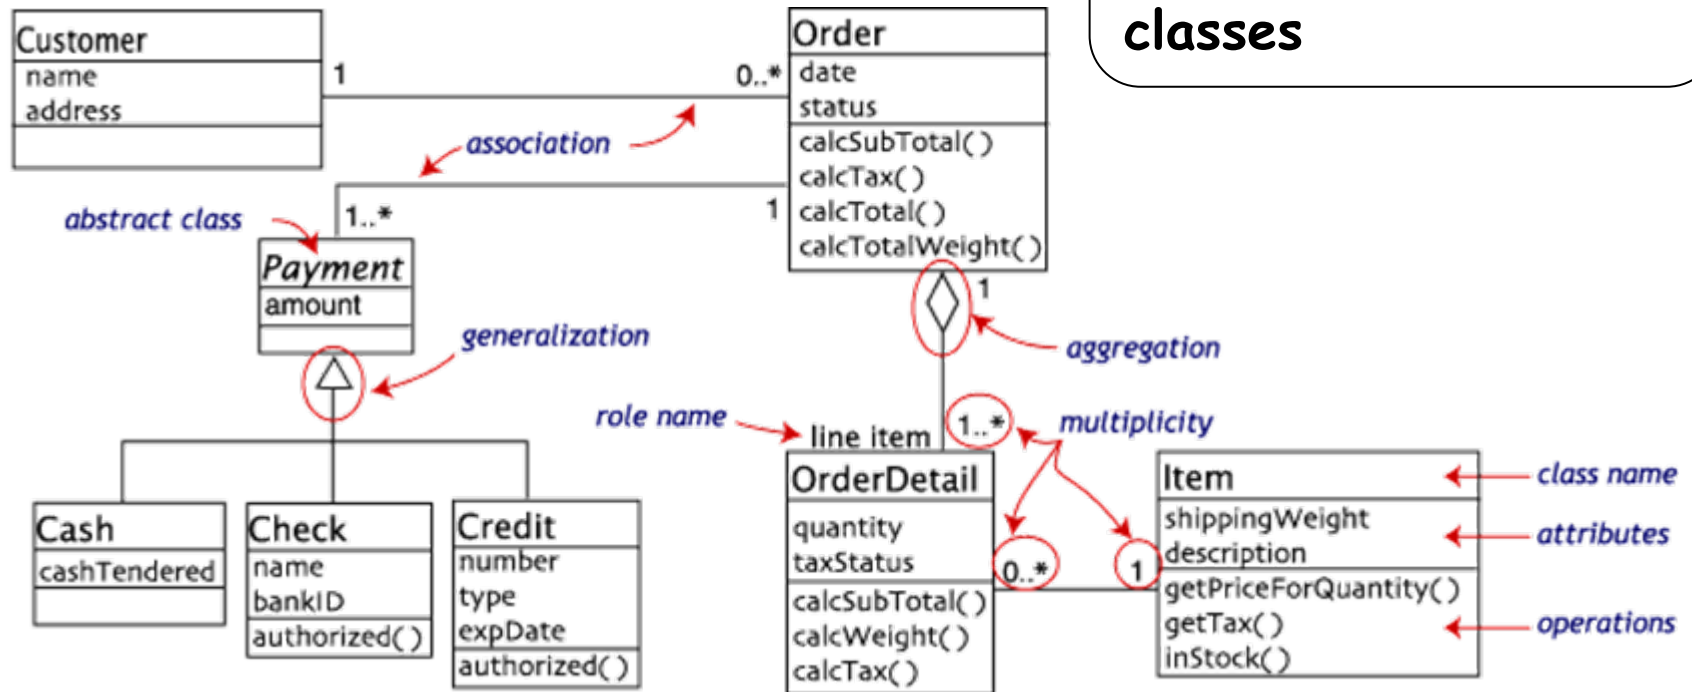 classes
Customer
name
address
1
0..*
Order
date
status
calcSubTotal()
calcTax()
calcTotal()
calcTotalWeight()
association
1..*
1
abstract class
Payment
amount
generalization
1
aggregation
role name
line item
1..*
multiplicity
Cash
cashTendered
Check
name
bankID
authorized()
Credit
number
type
expDate
authorized()
OrderDetail
quantity
taxStatus
calcSubTotal()
calcWeight()
calcTax()
0..*
1
Item
shippingWeight
description
getPriceForQuantity()
getTax()
inStock()
class name
attributes
operations